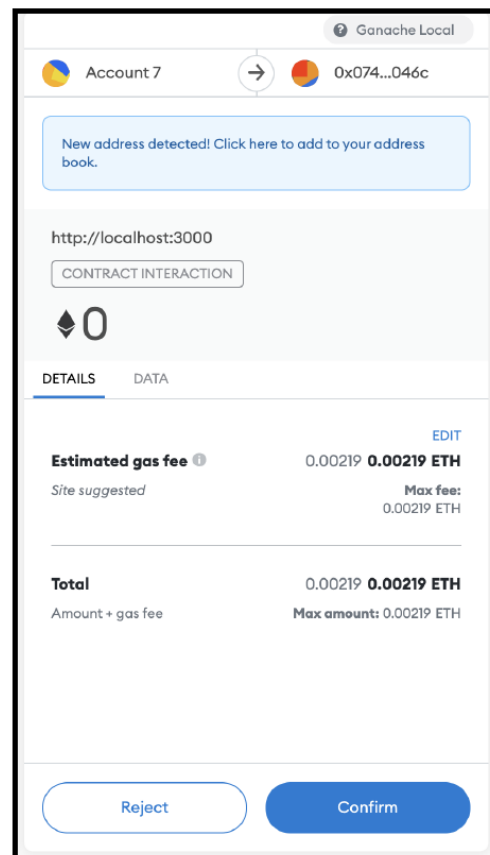 Ganache Local
Account 7
0x074...046c
New address detected! Click here to add to your address
book.
http://localhost:3000
CONTRACT INTERACTION
0
DETAILS DATA
EDIT
Estimated gas fee 0.00219 0.00219 ETH
Site suggested Max fee:
0.00219 ETH
Total 0.00219 0.00219 ETH
Amount + gas fee Max amount: 0.00219 ETH
Reject Confirm